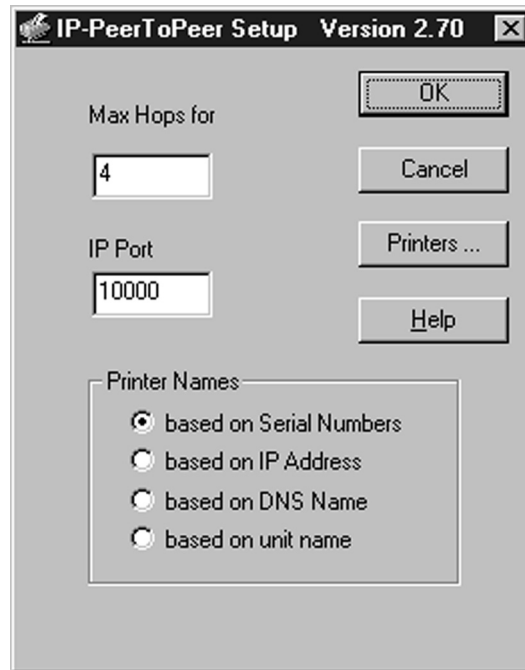 IP-PeerToPeer Setup Version 2.70
OK
Max Hops for
4
Cancel
IP Port
Printers ...
10000
Help
Printer Names
based on Serial Numbers
based on IP Address
based on DNS Name
based on unit name